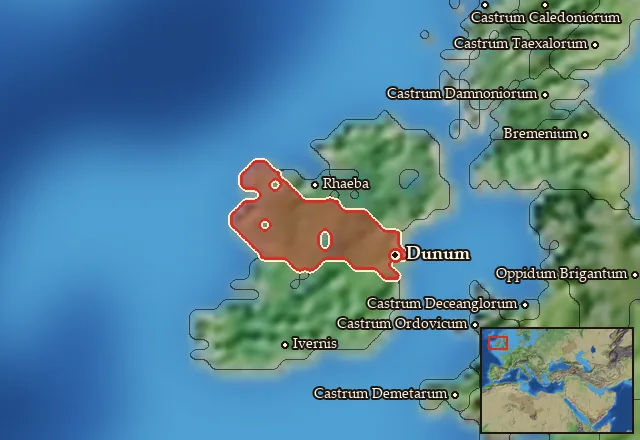 Castrum Caledoniorum
Castrum Taexalorum
Castrum Damnoniorum
Bremenium
Rhaeba
Dunum
Oppidum Brigantum
Castrum Deceanglorum
Castrum Ordovicum
Ivernis
Castrum Demetarum